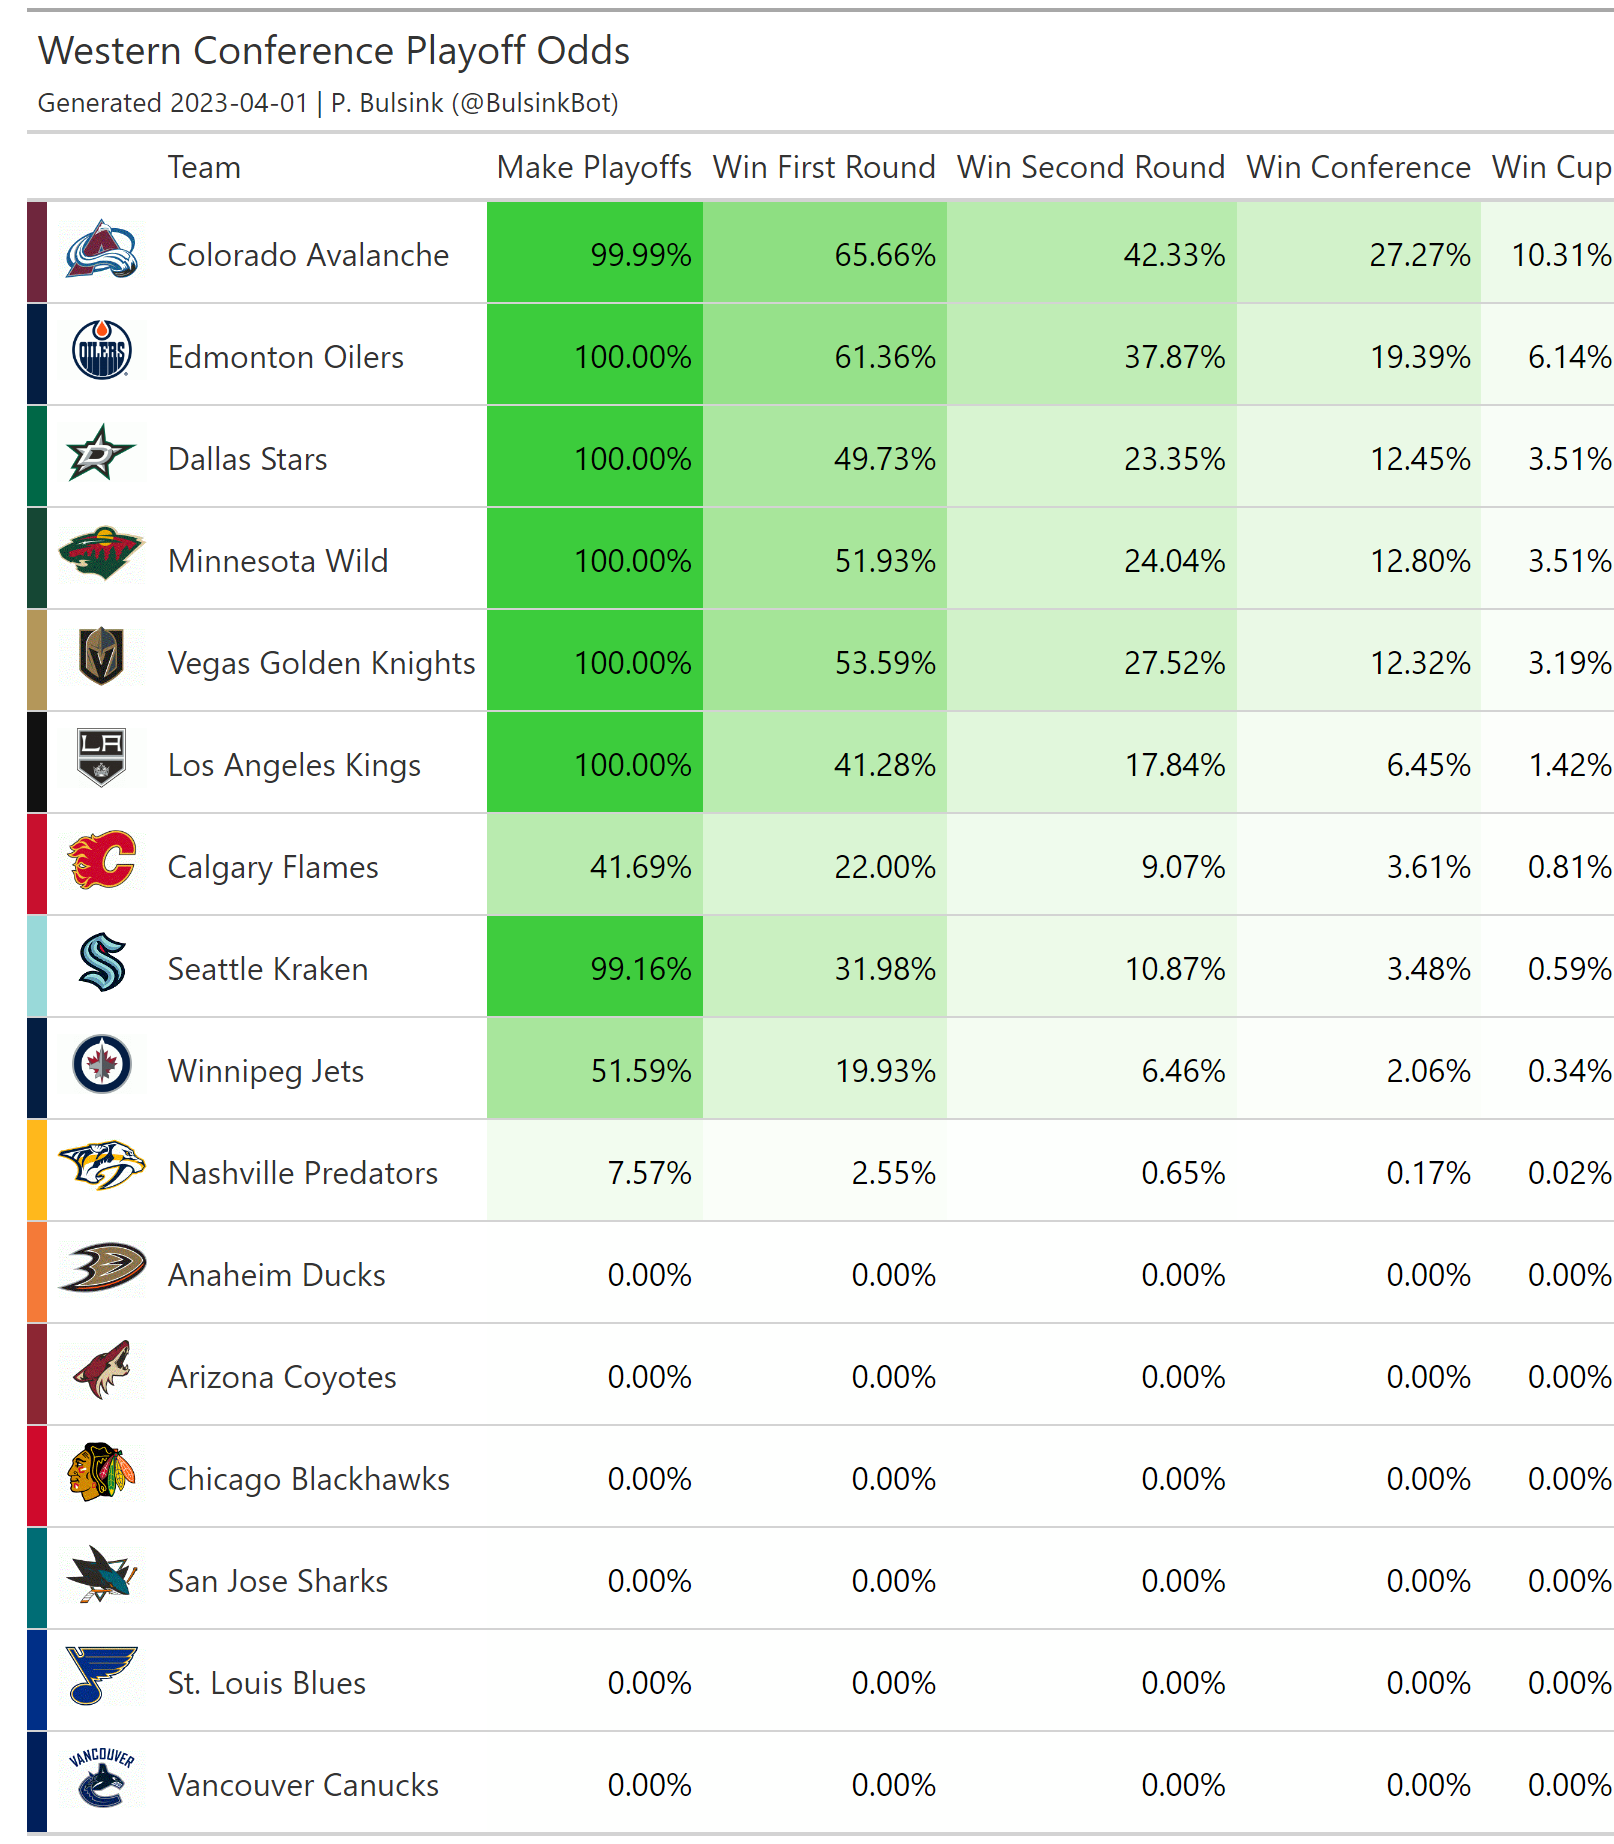 Western Conference Playoff Odds
Generated 2023-04-01 | P. Bulsink (@BulsinkBot)
Team Make Playoffs Win First Round Win Second Round Win Conference Win Cup
Colorado Avalanche 99.99% 65.66% 42.33% 27.27% 10.31%
OILERS Edmonton Oilers 100.00% 61.36% 37.87% 19.39% 6.14%
D Dallas Stars 100.00% 49.73% 23.35% 12.45% 3.51%
Minnesota Wild 100.00% 51.93% 24.04% 12.80% 3.51%
Vegas Golden Knights 100.00% 53.59% 27.52% 12.32% 3.19%
LA Los Angeles Kings 100.00% 41.28% 17.84% 6.45% 1.42%
C Calgary Flames 41.69% 22.00% 9.07% 3.61% 0.81%
S Seattle Kraken 99.16% 31.98% 10.87% 3.48% 0.59%
Winnipeg Jets 51.59% 19.93% 6.46% 2.06% 0.34%
Nashville Predators 7.57% 2.55% 0.65% 0.17% 0.02%
Anaheim Ducks 0.00% 0.00% 0.00% 0.00% 0.00%
Arizona Coyotes 0.00% 0.00% 0.00% 0.00% 0.00%
Chicago Blackhawks 0.00% 0.00% 0.00% 0.00% 0.00%
San Jose Sharks 0.00% 0.00% 0.00% 0.00% 0.00%
St. Louis Blues 0.00% 0.00% 0.00% 0.00% 0.00%
VANCOUVER Vancouver Canucks 0.00% 0.00% 0.00% 0.00% 0.00%